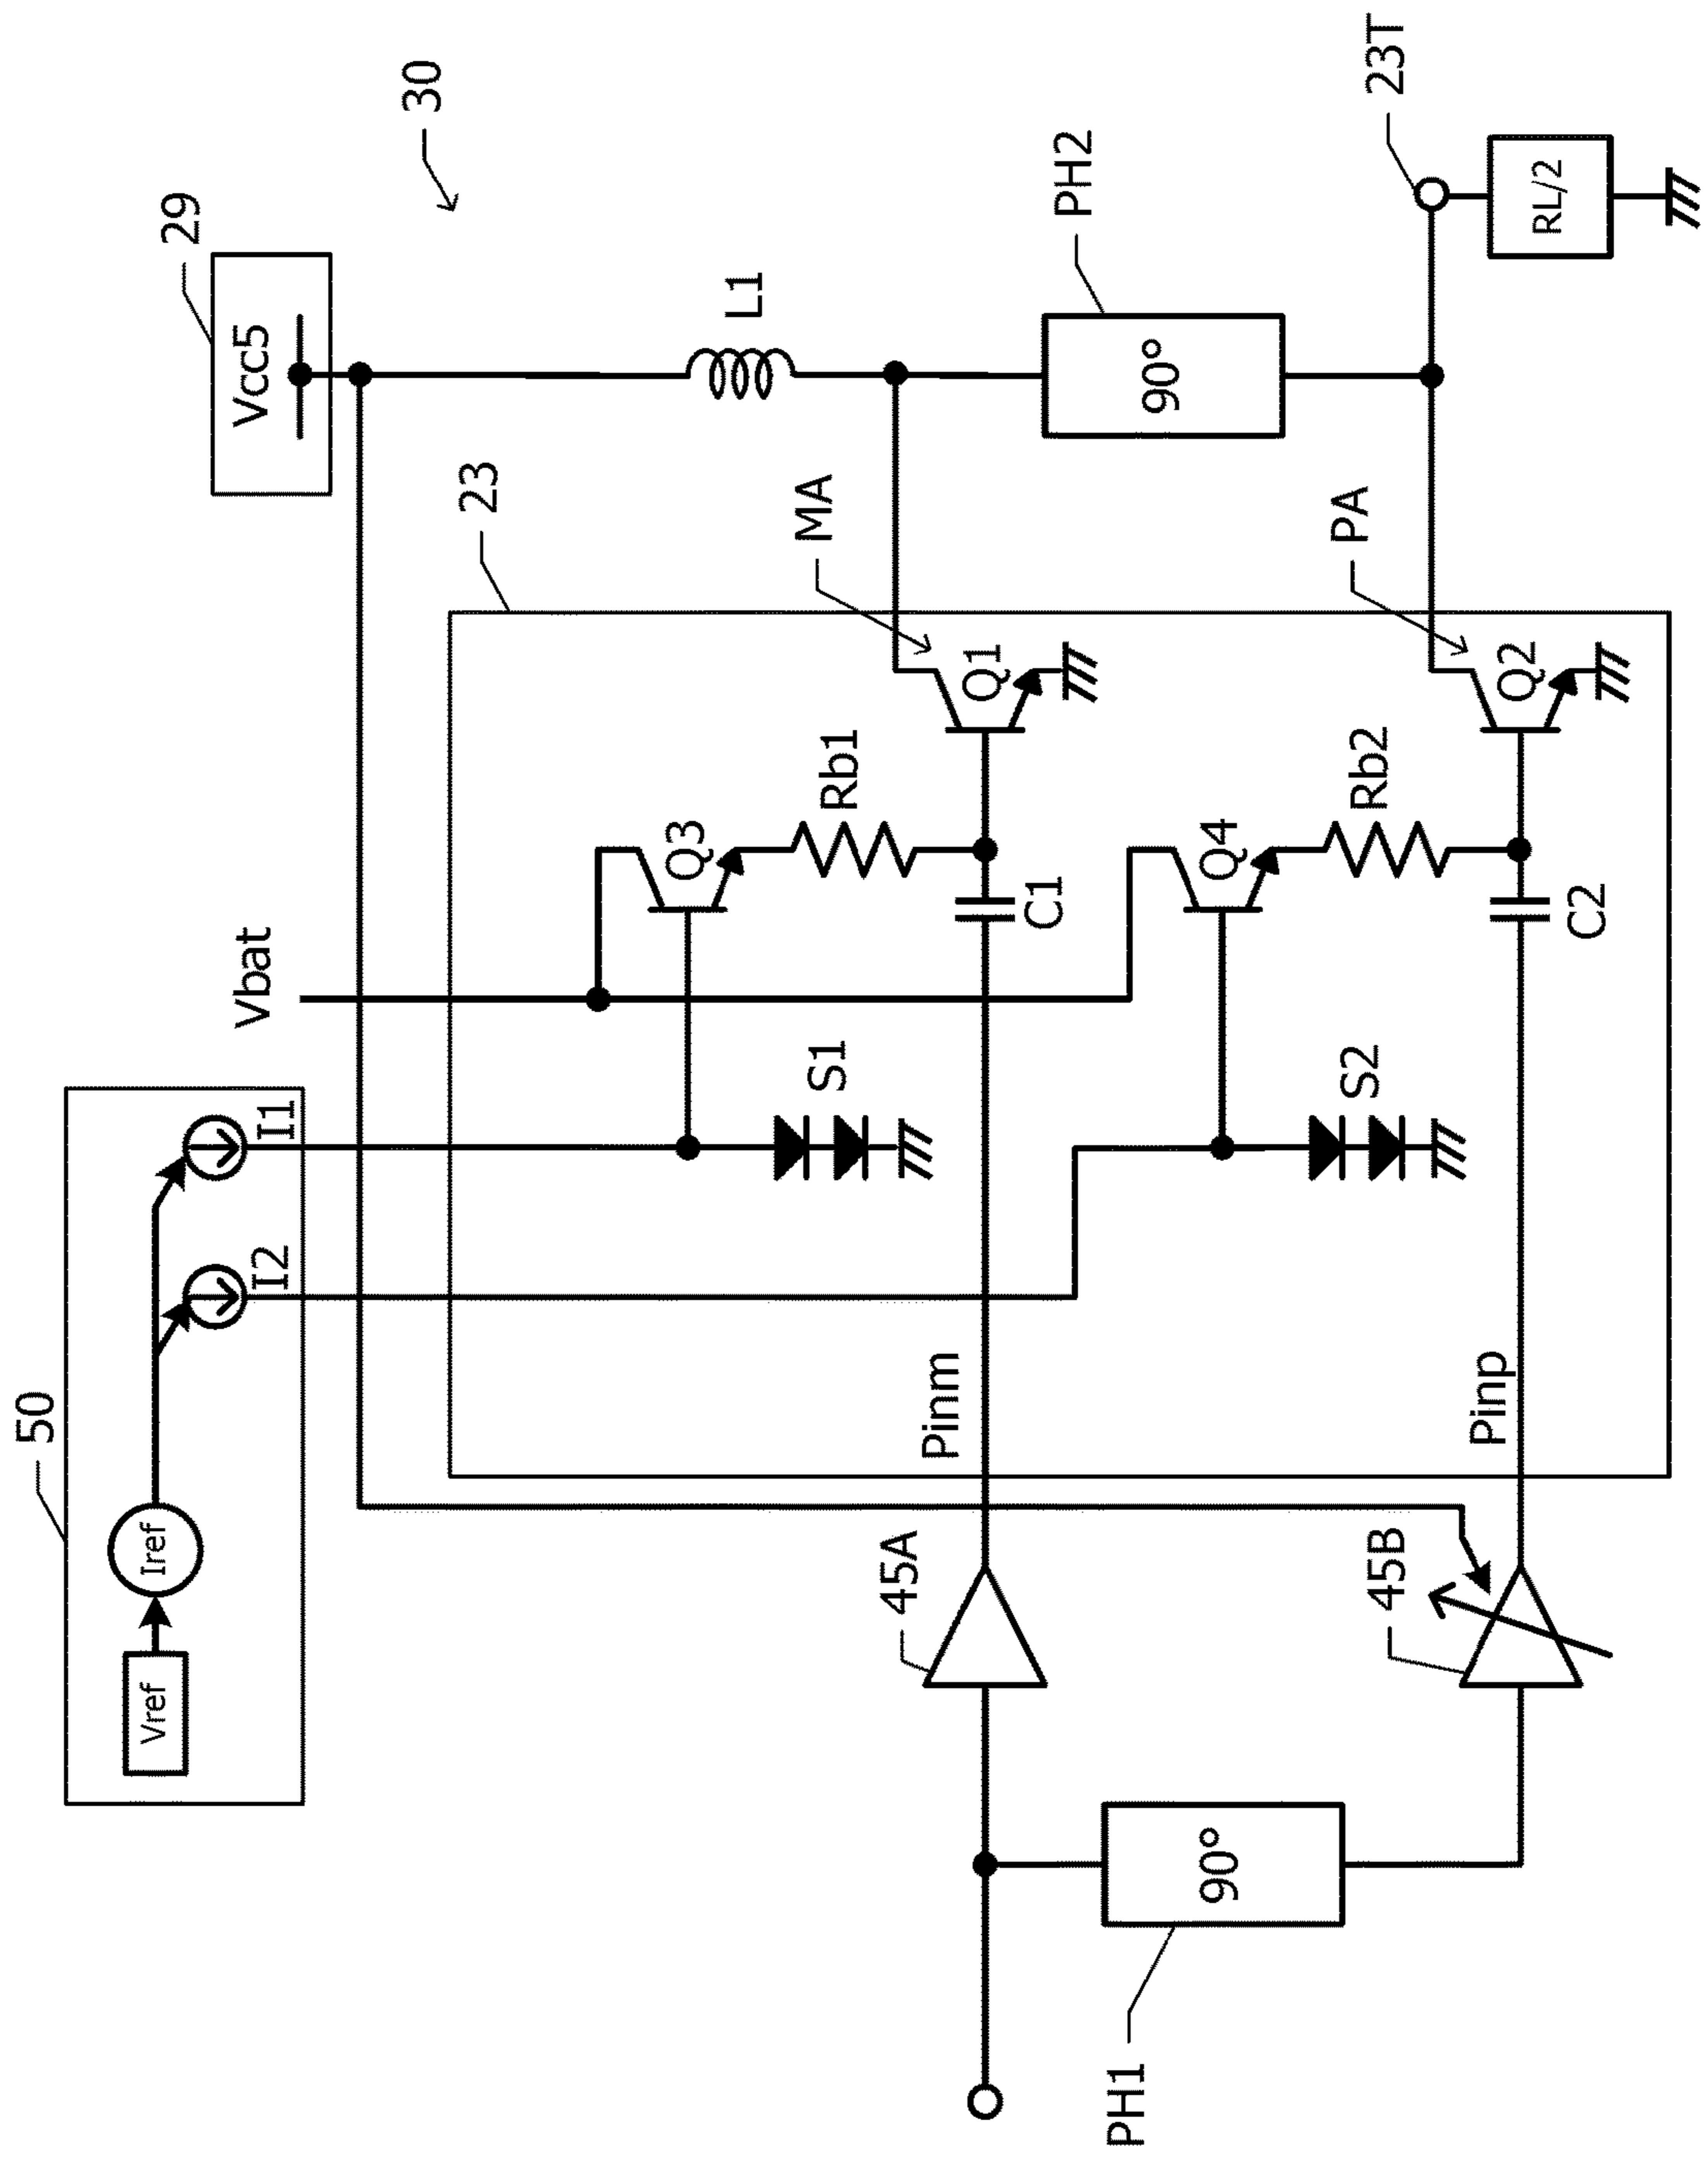 30
29
Vcc5
L1
PH2
90°
23T
RL/2
23
MA
PA
Q1
Q2
Rb1
Rb2
Q3
Q4
C1
C2
Vbat
S1
S2
I1
I2
50
Iref
Vref
Pinm
Pinp
45A
45B
90°
PH1